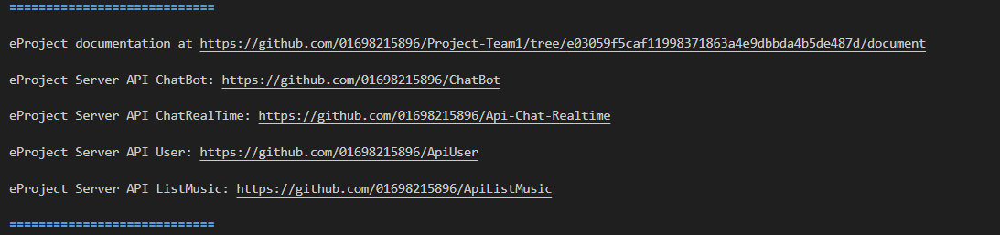 ============================
eProject documentation at https://github.com/01698215896/Project-Team1/tree/e03059f5caf11998371863a4e9dbbda4b5de487d/document
eProject Server API ChatBot: https://github.com/01698215896/ChatBot
eProject Server API ChatRealTime: https://github.com/01698215896/Api-Chat-Realtime
eProject Server API User: https://github.com/01698215896/ApiUser
eProject Server API ListMusic: https://github.com/01698215896/ApiListMusic
============================